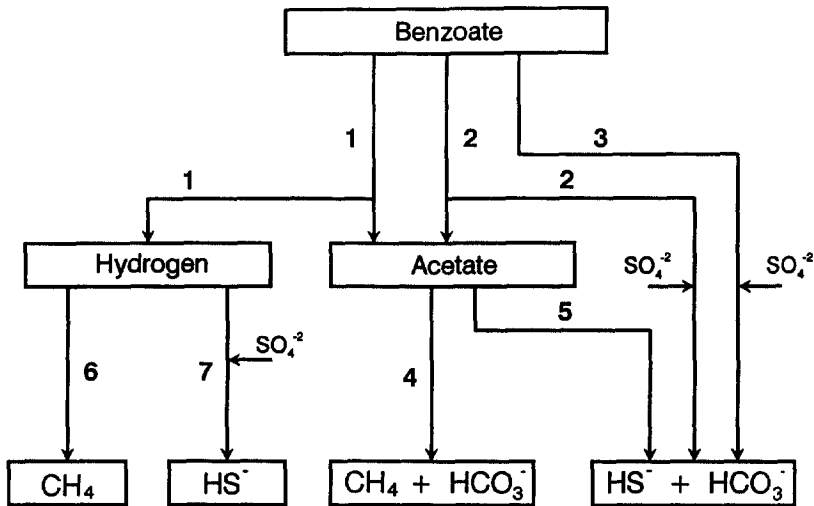 Benzoate
1
2
3
1
2
Hydrogen
Acetate
SO₄⁻²
SO₄⁻²
5
SO₄⁻²
6
7
4
CH₄
HS⁻
CH₄ + HCO₃⁻
HS⁻ + HCO₃⁻